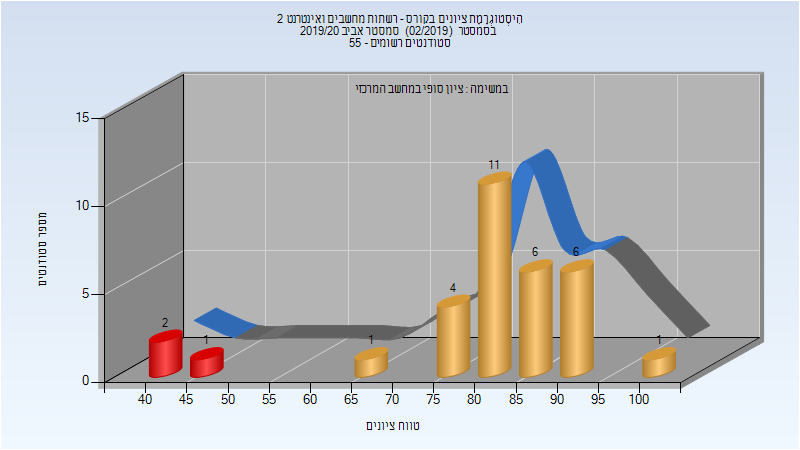 היסטוגרמת ציונים בקורס - רשתות מחשבים ואינטרנט 2
בסמסטר (02/2019) סמסטר אביב 2019/20
סטודנטים רשומים - 55
במשימה : ציון סופי במחשב המרכזי
מספר סטודנטים
15
10
5
0
2
1
1
4
11
6
6
1
40 45 50 55 60 65 70 75 80 85 90 95 100
טווח ציונים